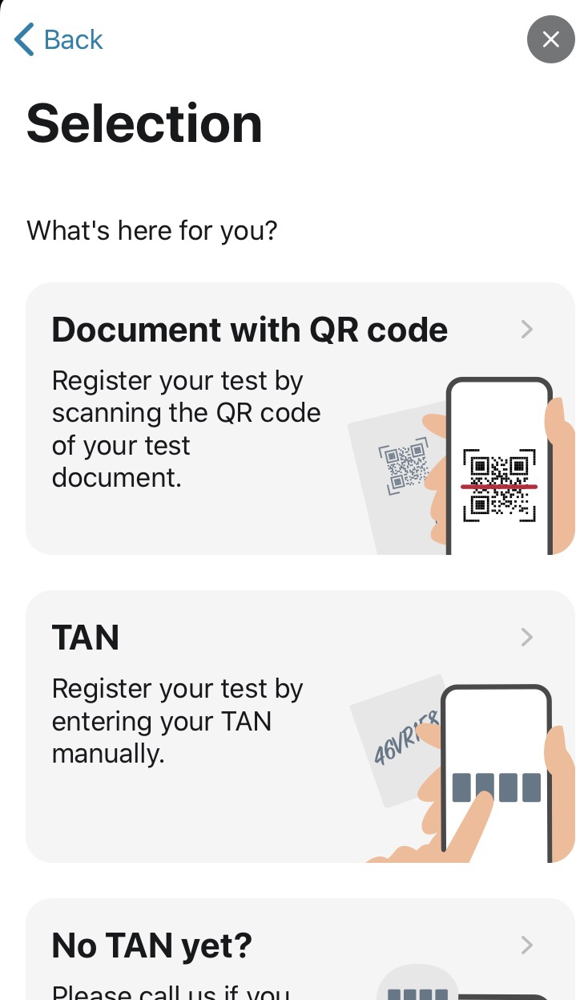 Back
Selection
What's here for you?
Document with QR code
Register your test by
scanning the QR code
of your test
document.
TAN
Register your test by
entering your TAN
manually.
46VR1F8
No TAN yet?
Please call us if you